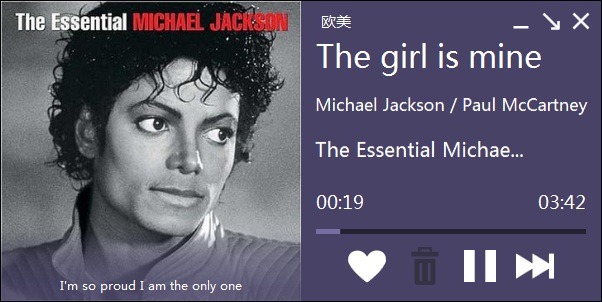 The Essential MICHAEL JACKSON
I'm so proud I am the only one
欧美
The girl is mine
Michael Jackson / Paul McCartney
The Essential Michae...
00:19 03:42